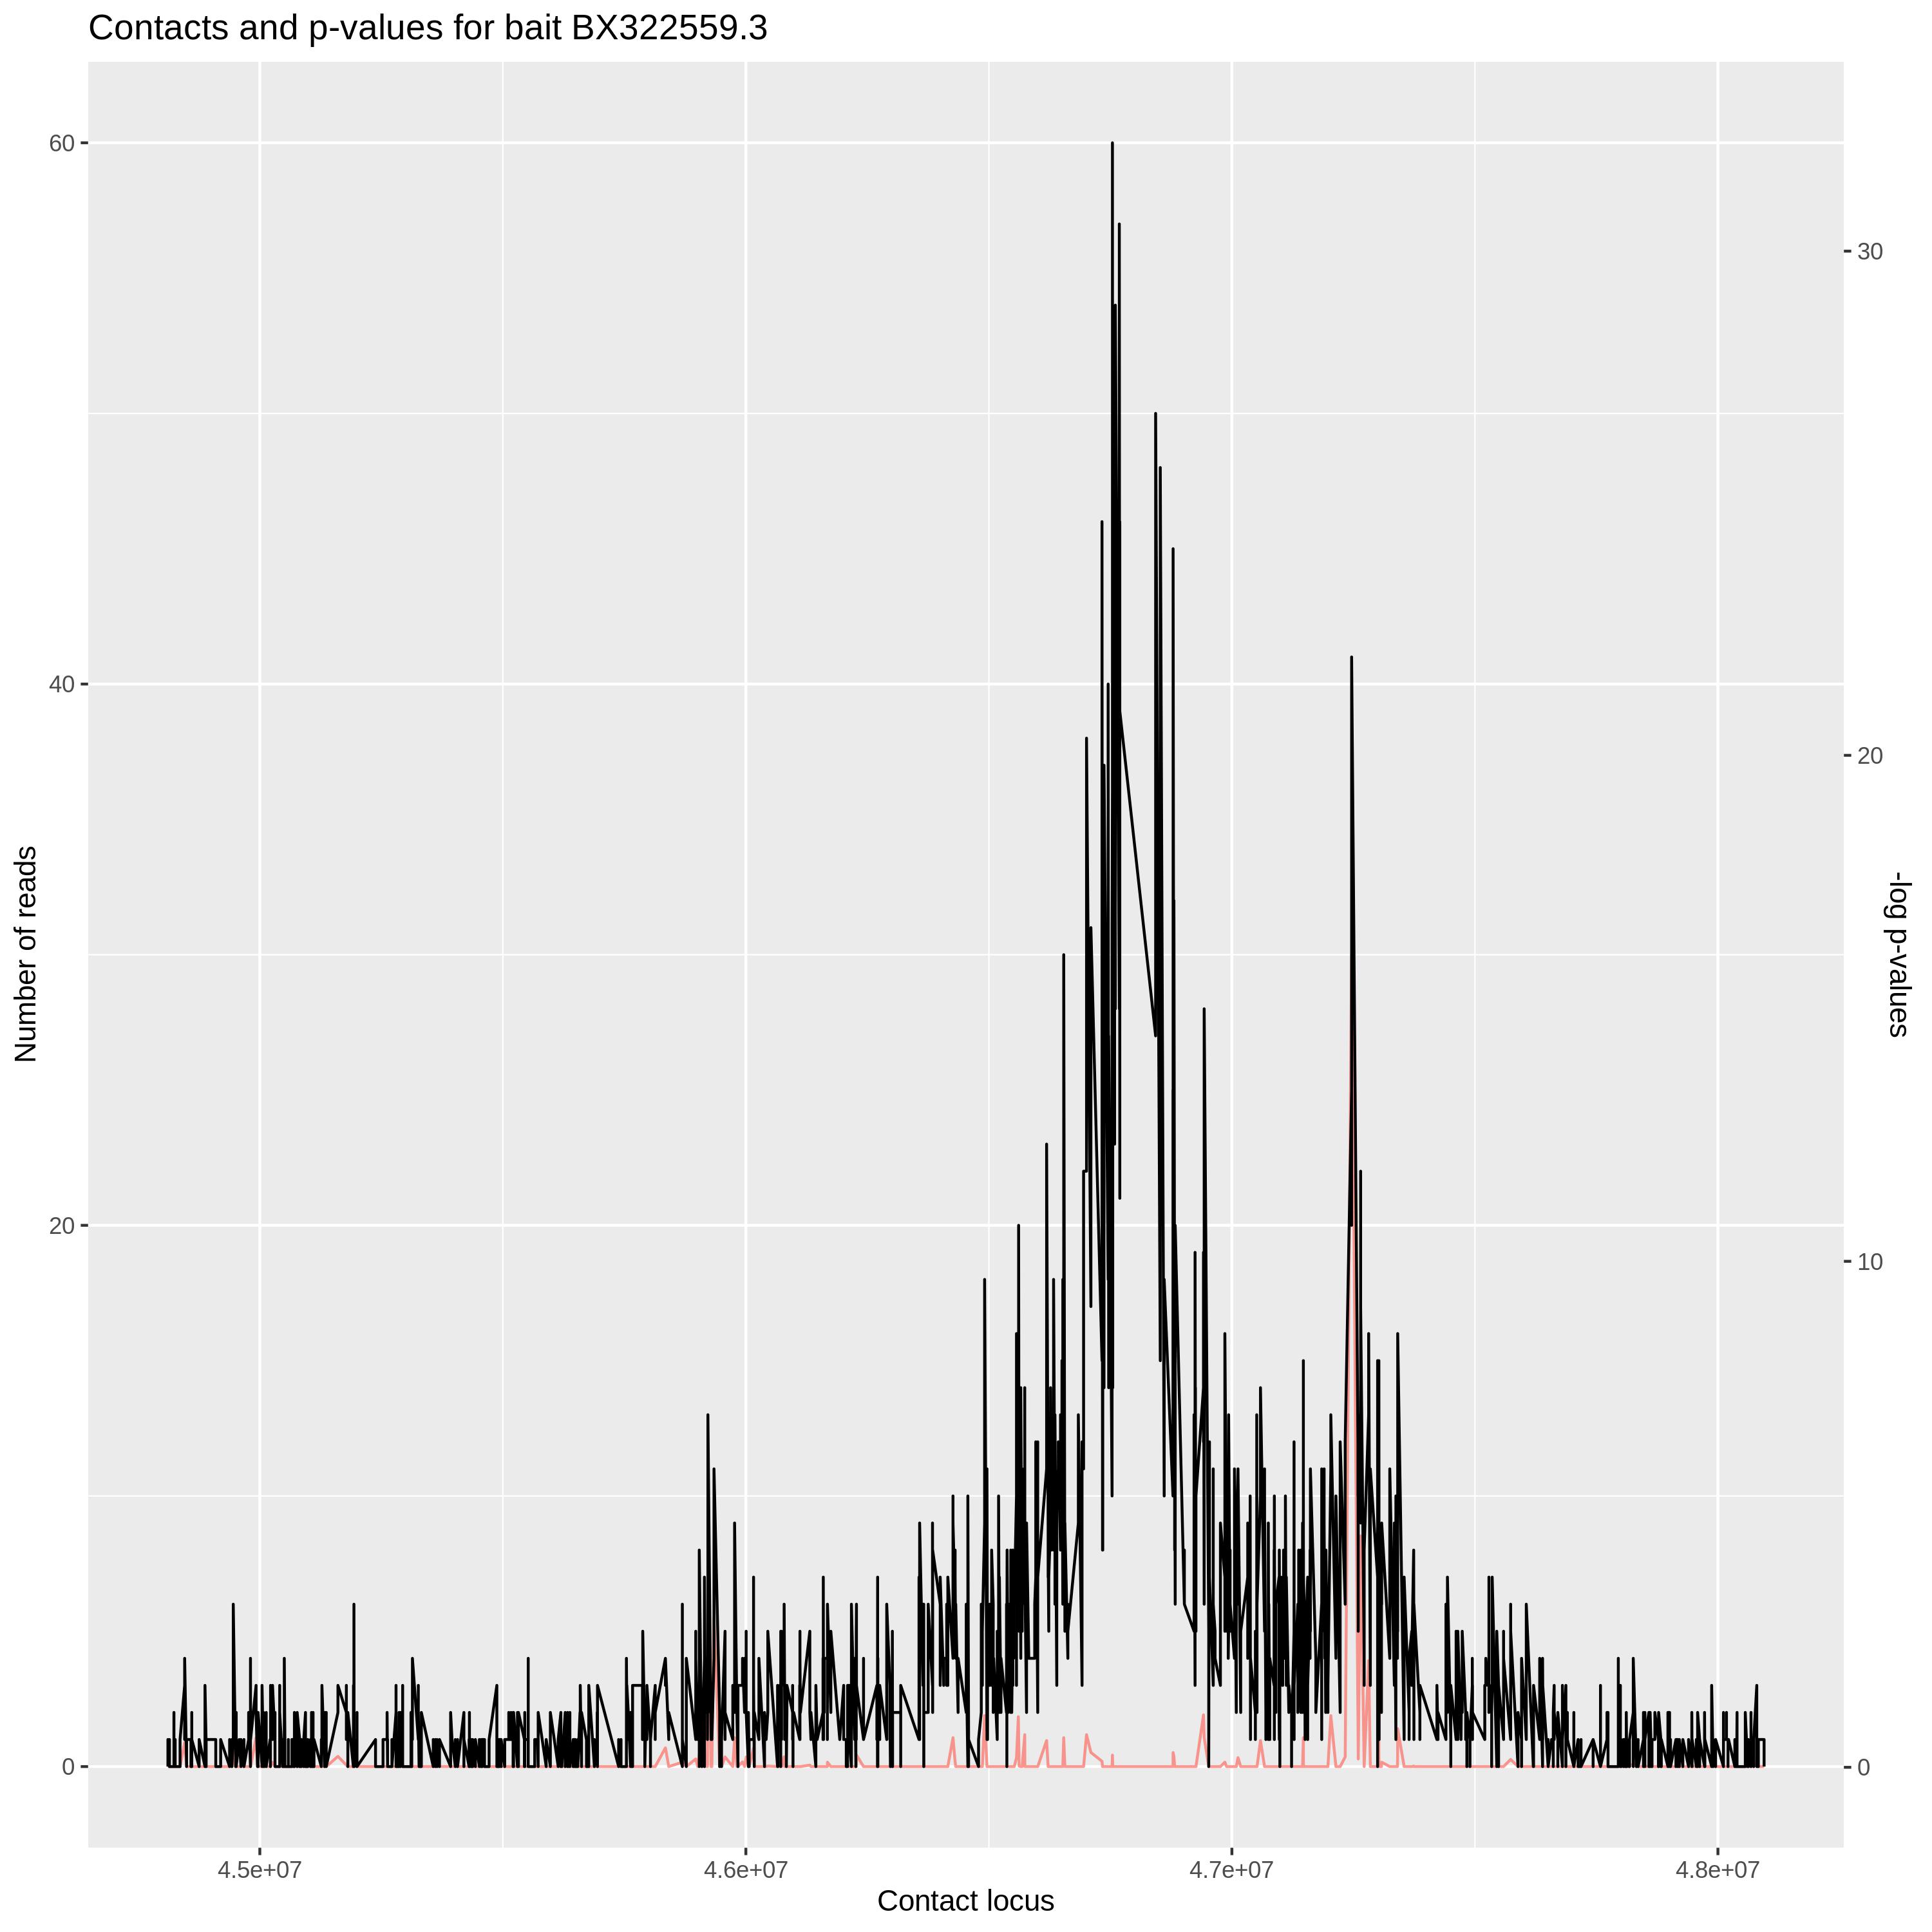 Contacts and p-values for bait BX322559.3
60
40
20
0
Number of reads
30
20
10
0
-log p-values
4.5e+07
4.6e+07
4.7e+07
4.8e+07
Contact locus